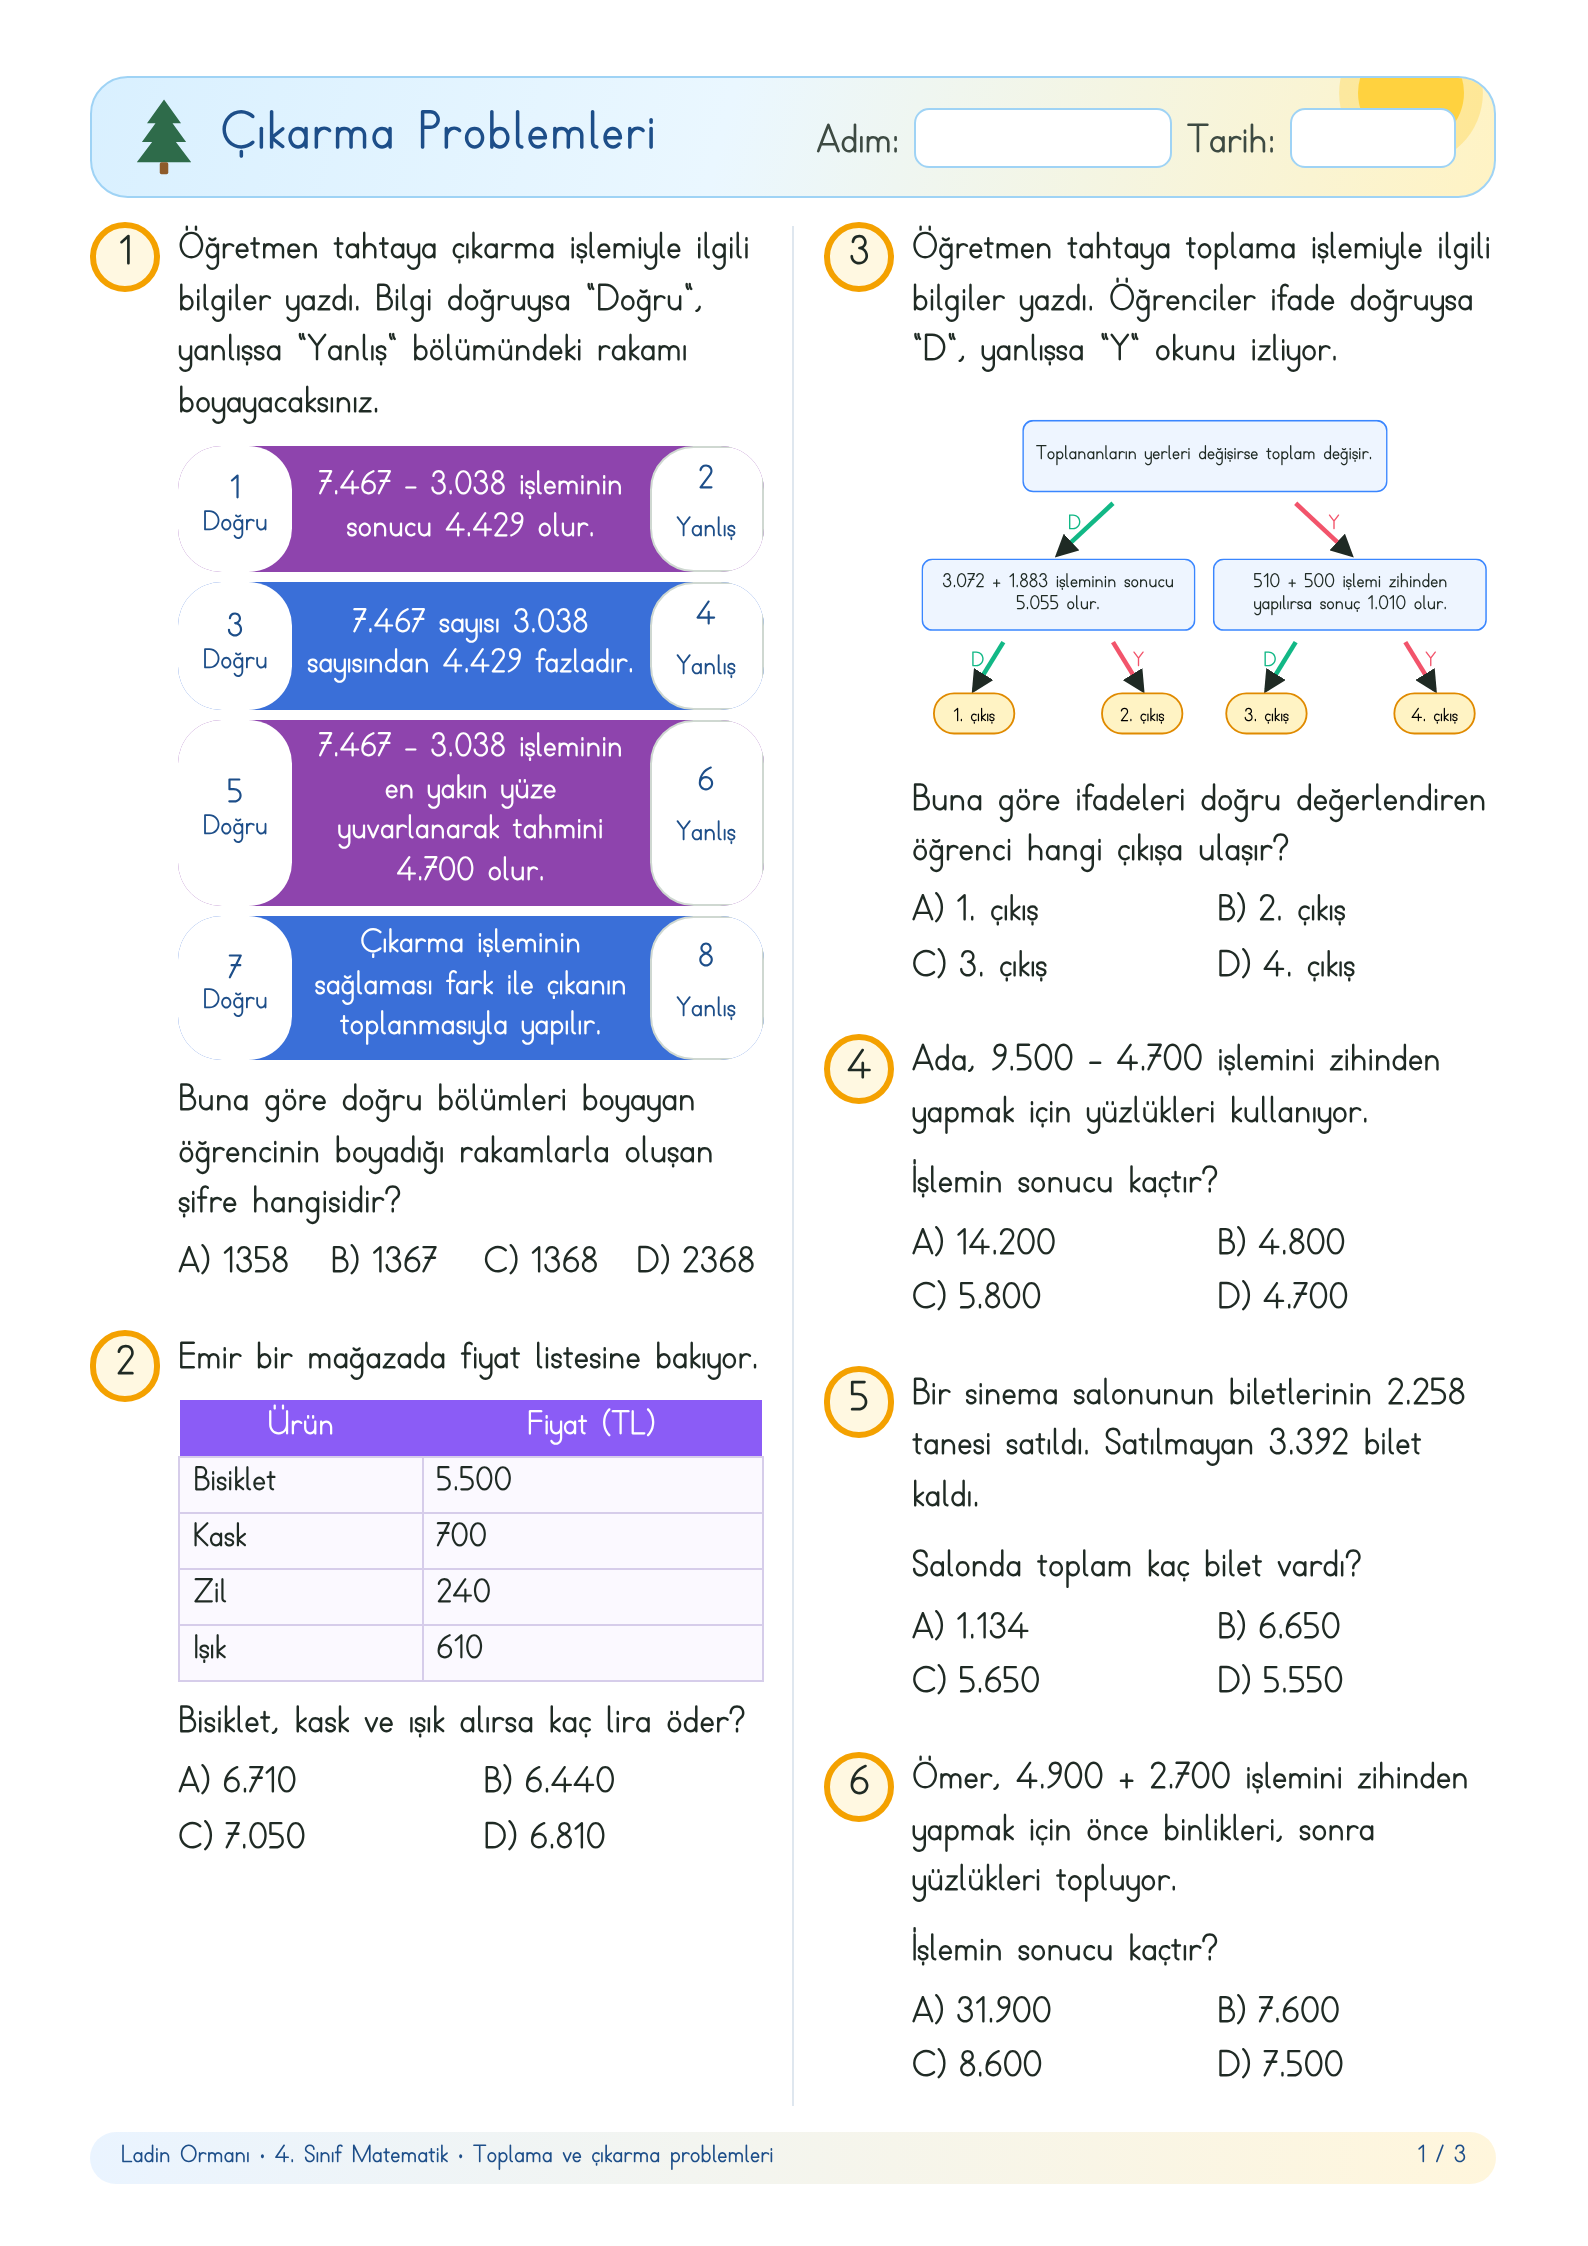 Çıkarma Problemleri
Adım:
Tarih:
1
Öğretmen tahtaya çıkarma işlemiyle ilgili
bilgiler yazdı. Bilgi doğruysa "Doğru",
yanlışsa "Yanlış" bölümündeki rakamı
boyayacaksınız.
1
Doğru
7.467 - 3.038 işleminin
sonucu 4.429 olur.
2
Yanlış
3
Doğru
7.467 sayısı 3.038
sayısından 4.429 fazladır.
4
Yanlış
5
Doğru
7.467 - 3.038 işleminin
en yakın yüze
yuvarlanarak tahmini
4.700 olur.
6
Yanlış
7
Doğru
Çıkarma işleminin
sağlaması fark ile çıkanın
toplanmasıyla yapılır.
8
Yanlış
Buna göre doğru bölümleri boyayan
öğrencinin boyadığı rakamlarla oluşan
şifre hangisidir?
A) 1358 B) 1367 C) 1368 D) 2368
2
Emir bir mağazada fiyat listesine bakıyor.
Ürün Fiyat (TL)
Bisiklet 5.500
Kask 700
Zil 240
Işık 610
Bisiklet, kask ve ışık alırsa kaç lira öder?
A) 6.710 B) 6.440
C) 7.050 D) 6.810
3
Öğretmen tahtaya toplama işlemiyle ilgili
bilgiler yazdı. Öğrenciler ifade doğruysa
"D", yanlışsa "Y" okunu izliyor.
Toplananların yerleri değişirse toplam değişir.
D
Y
3.072 + 1.883 işleminin sonucu
5.055 olur.
510 + 500 işlemi zihinden
yapılırsa sonuç 1.010 olur.
D Y D Y
1. çıkış 2. çıkış 3. çıkış 4. çıkış
Buna göre ifadeleri doğru değerlendiren
öğrenci hangi çıkışa ulaşır?
A) 1. çıkış B) 2. çıkış
C) 3. çıkış D) 4. çıkış
4
Ada, 9.500 - 4.700 işlemini zihinden
yapmak için yüzlükleri kullanıyor.
İşlemin sonucu kaçtır?
A) 14.200 B) 4.800
C) 5.800 D) 4.700
5
Bir sinema salonunun biletlerinin 2.258
tanesi satıldı. Satılmayan 3.392 bilet
kaldı.
Salonda toplam kaç bilet vardı?
A) 1.134 B) 6.650
C) 5.650 D) 5.550
6
Ömer, 4.900 + 2.700 işlemini zihinden
yapmak için önce binlikleri, sonra
yüzlükleri topluyor.
İşlemin sonucu kaçtır?
A) 31.900 B) 7.600
C) 8.600 D) 7.500
Ladin Ormanı • 4. Sınıf Matematik • Toplama ve çıkarma problemleri
1 / 3